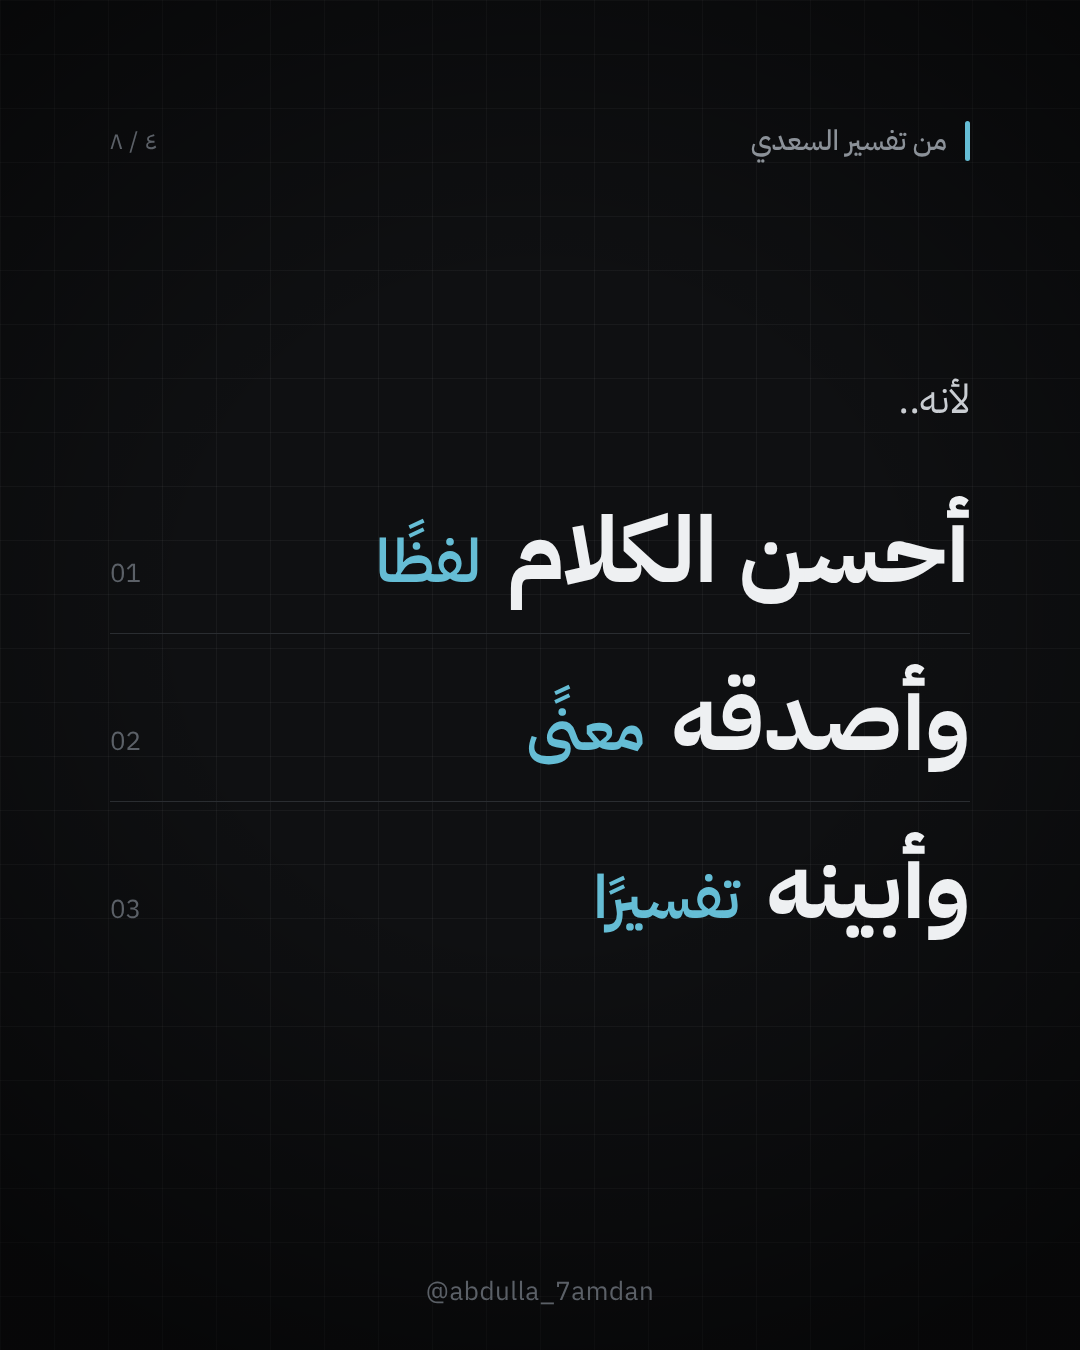 من تفسير السعدي
٤ / ٨
لأنه..
أحسن الكلام لفظًا
01
وأصدقه معنًى
02
وأبينه تفسيرًا
03
@abdulla_7amdan